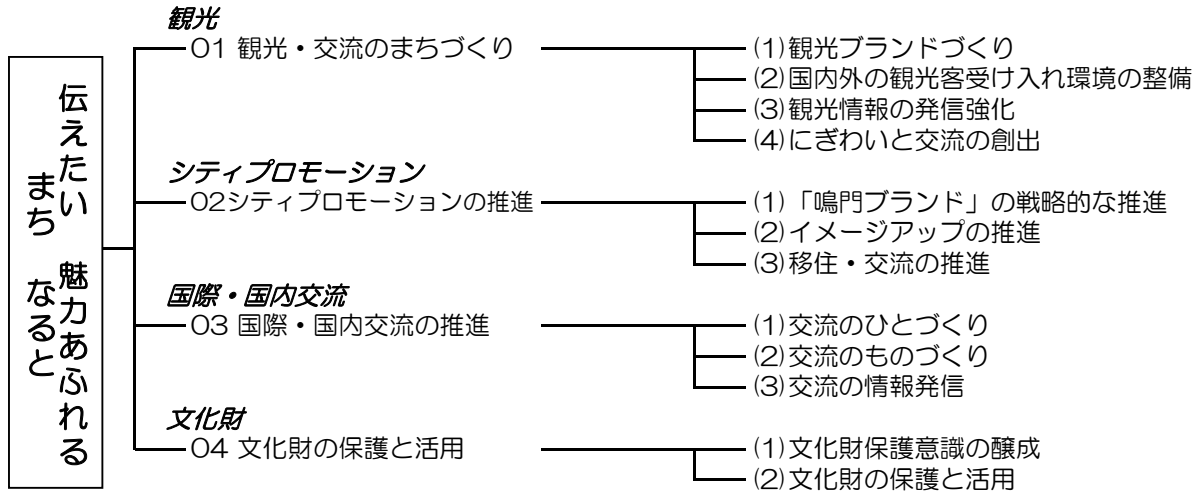 伝えたい 魅力あふれる
まち なると
観光
01 観光・交流のまちづくり
(1)観光ブランドづくり
(2)国内外の観光客受け入れ環境の整備
(3)観光情報の発信強化
(4)にぎわいと交流の創出
シティプロモーション
02シティプロモーションの推進
(1)「鳴門ブランド」の戦略的な推進
(2)イメージアップの推進
(3)移住・交流の推進
国際・国内交流
03 国際・国内交流の推進
(1)交流のひとづくり
(2)交流のものづくり
(3)交流の情報発信
文化財
04 文化財の保護と活用
(1)文化財保護意識の醸成
(2)文化財の保護と活用